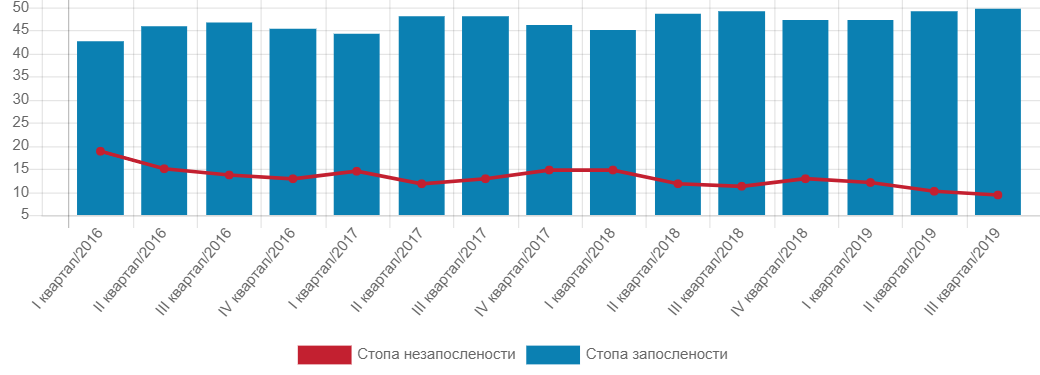 50
45
40
35
30
25
20
15
10
5
I квартал/2016
II квартал/2016
III квартал/2016
IV квартал/2016
I квартал/2017
II квартал/2017
III квартал/2017
IV квартал/2017
I квартал/2018
II квартал/2018
III квартал/2018
IV квартал/2018
I квартал/2019
II квартал/2019
III квартал/2019
Стопа незапослености
Стопа запослености